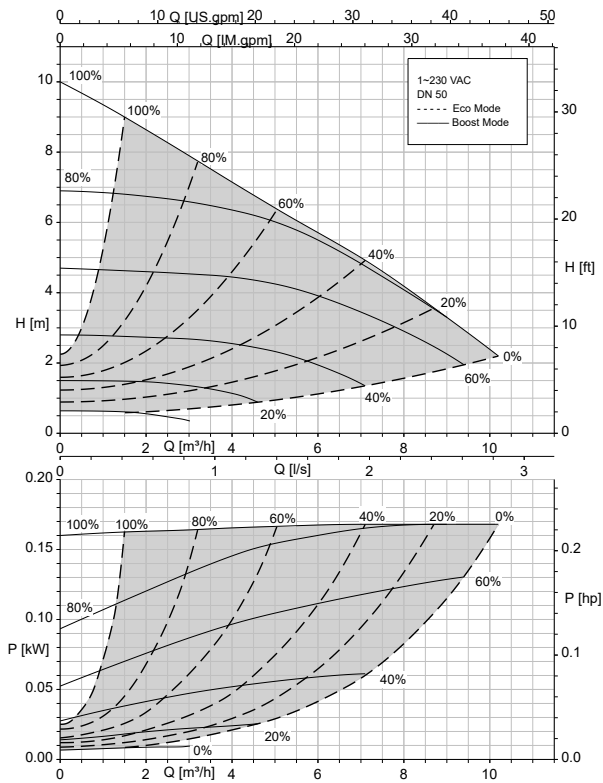 Q [US.gpm]
0 10 20 30 40 50
Q [I.M.gpm]
0 10 20 30 40
10
8
6
4
2
0
H [m]
30
20
10
0
H [ft]
1~230 VAC
DN 50
Eco Mode
Boost Mode
100%
100%
80%
80%
60%
40%
20%
0%
60%
40%
20%
0 2 4 6 8 10
Q [m³/h]
0 1 2 3
Q [l/s]
0.20
0.15
0.10
0.05
0.00
P [kW]
0.2
0.1
0.0
P [hp]
100%
100%
80%
60%
40%
20%
0%
80%
60%
40%
20%
0%
0 2 4 6 8 10
Q [m³/h]